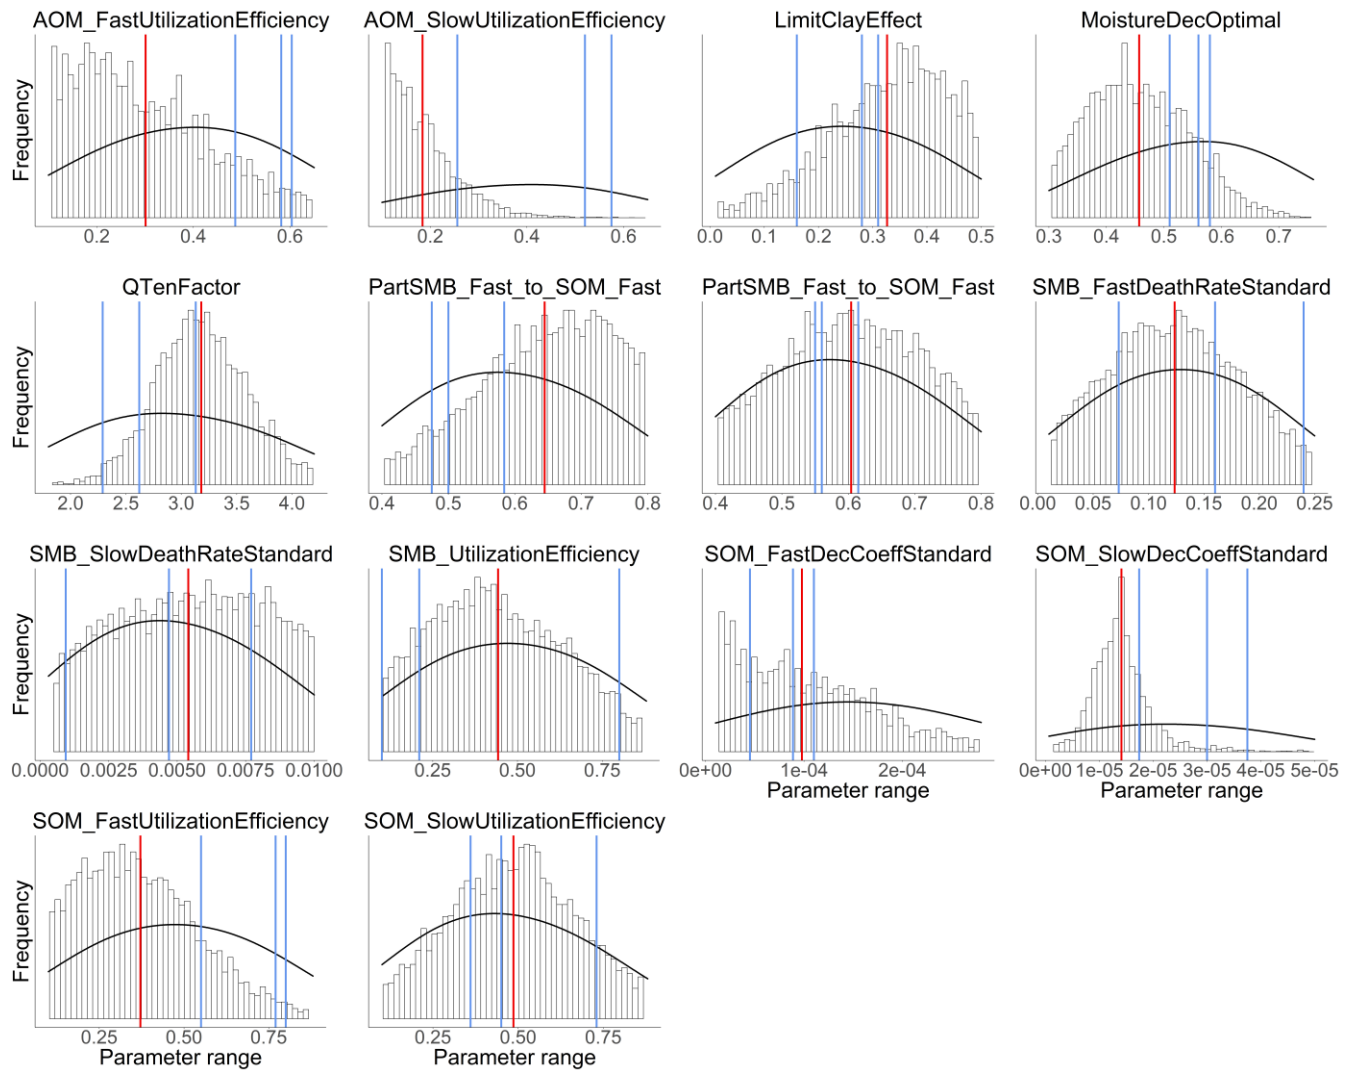 AOM_FastUtilizationEfficiency
AOM_SlowUtilizationEfficiency
LimitClayEffect
MoistureDecOptimal
Frequency
0.2 0.4 0.6
0.2 0.4 0.6
0.0 0.1 0.2 0.3 0.4 0.5
0.3 0.4 0.5 0.6 0.7
QTenFactor
PartSMB_Fast_to_SOM_Fast
PartSMB_Fast_to_SOM_Fast
SMB_FastDeathRateStandard
Frequency
2.0 2.5 3.0 3.5 4.0
0.4 0.5 0.6 0.7 0.8
0.4 0.5 0.6 0.7 0.8
0.00 0.05 0.10 0.15 0.20 0.25
SMB_SlowDeathRateStandard
SMB_UtilizationEfficiency
SOM_FastDecCoeffStandard
SOM_SlowDecCoeffStandard
Frequency
0.0000 0.0025 0.0050 0.0075 0.0100
0.25 0.50 0.75
0e+00 1e-04 2e-04
0e+00 1e-05 2e-05 3e-05 4e-05 5e-05
Parameter range
Parameter range
SOM_FastUtilizationEfficiency
SOM_SlowUtilizationEfficiency
Frequency
0.25 0.50 0.75
0.25 0.50 0.75
Parameter range
Parameter range